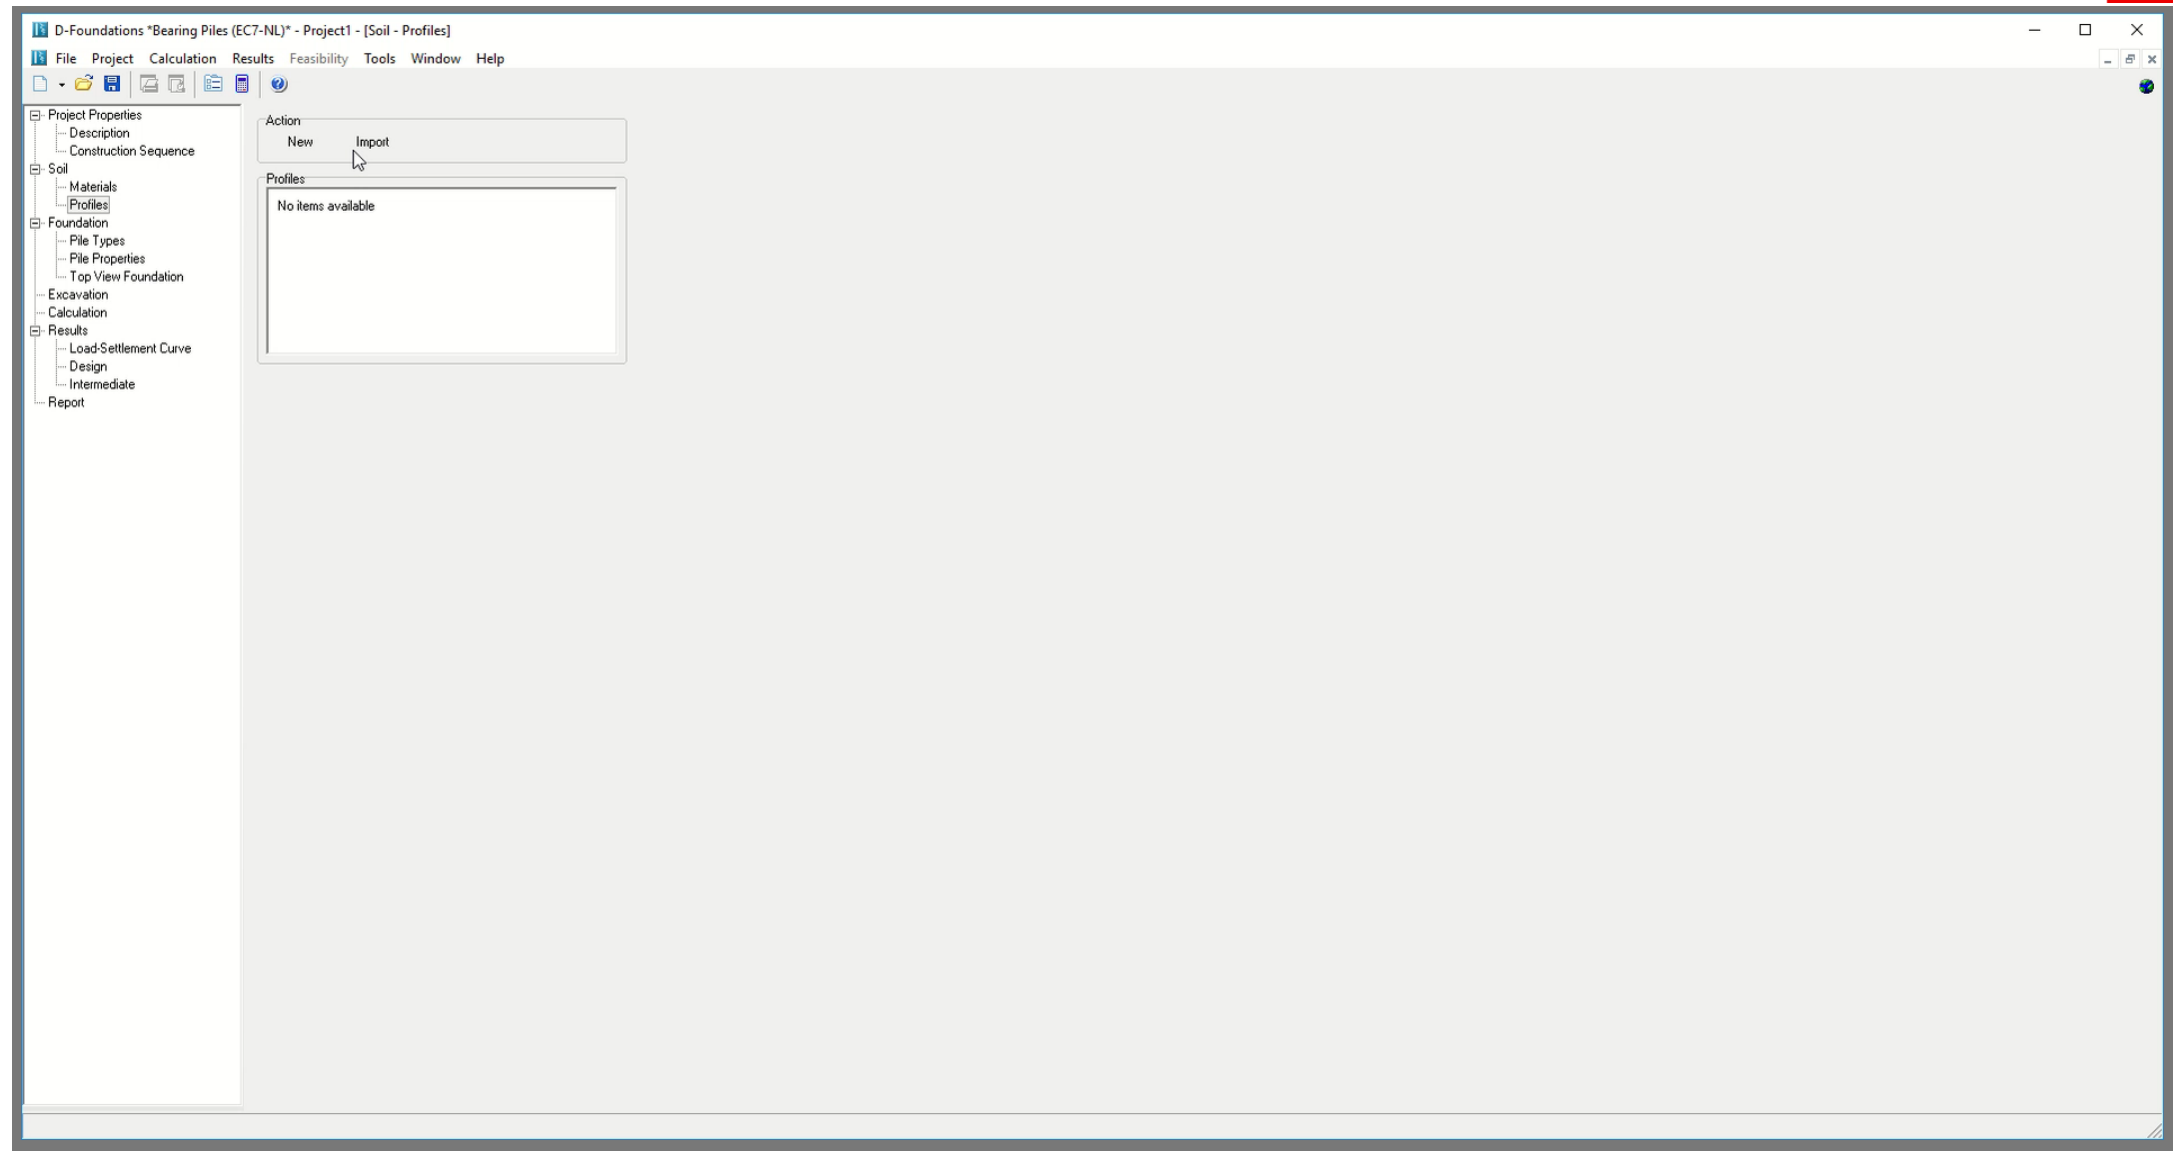 D-Foundations *Bearing Piles (EC7-NL)* - Project1 - [Soil - Profiles]
File Project Calculation Results Feasibility Tools Window Help
Project Properties
Description
Construction Sequence
Soil
Materials
Profiles
Foundation
Pile Types
Pile Properties
Top View Foundation
Excavation
Calculation
Results
Load-Settlement Curve
Design
Intermediate
Report
Action
New Import
Profiles
No items available